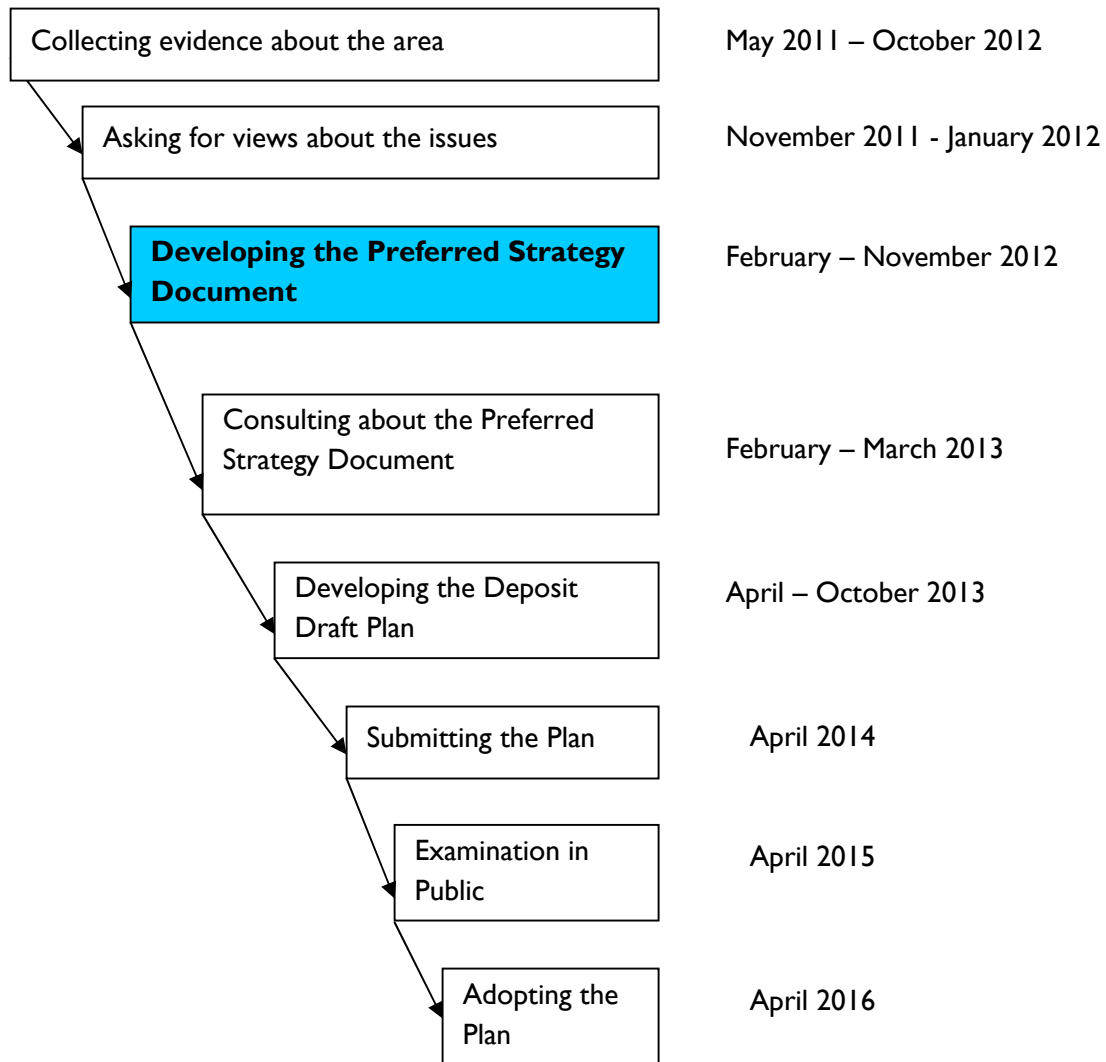 Collecting evidence about the area
May 2011 – October 2012
Asking for views about the issues
November 2011 - January 2012
Developing the Preferred Strategy
Document
February – November 2012
Consulting about the Preferred
Strategy Document
February – March 2013
Developing the Deposit
Draft Plan
April – October 2013
Submitting the Plan
April 2014
Examination in
Public
April 2015
Adopting the
Plan
April 2016